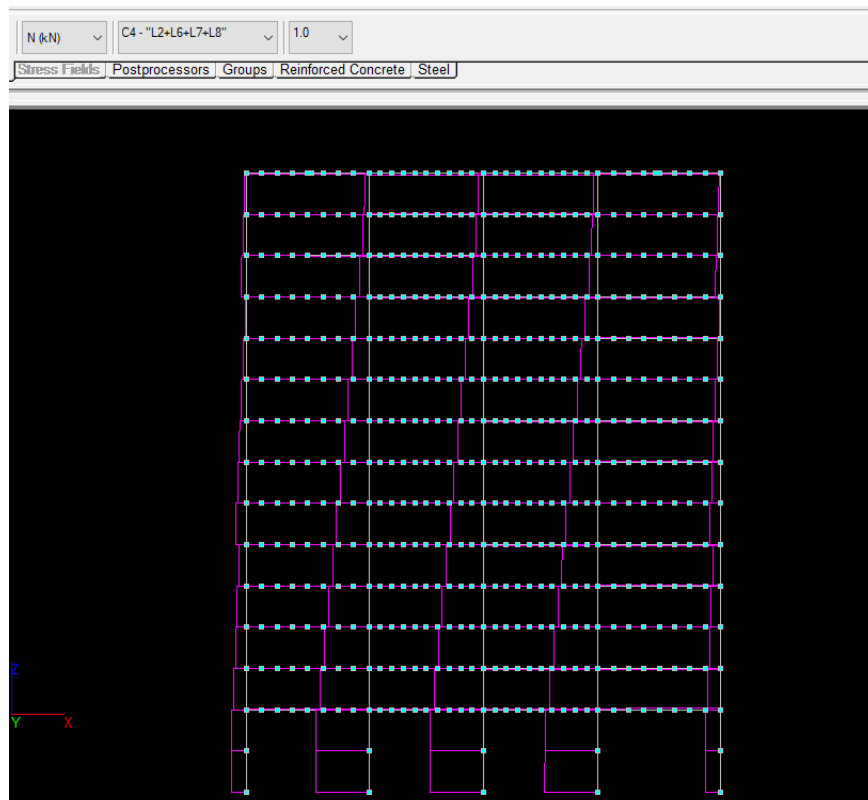 N (kN) C4 - "L2+L6+L7+L8" 1.0
Stress Fields Postprocessors Groups Reinforced Concrete Steel
Z
Y X